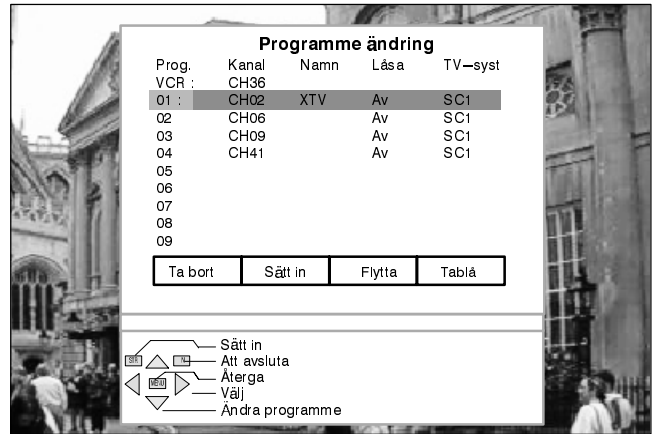 Programme ändring
Prog. Kanal Namn Låsa TV–syst
VCR : CH36
01 : CH02 XTV Av SC1
02 CH06 Av SC1
03 CH09 Av SC1
04 CH41 Av SC1
05
06
07
08
09
Ta bort Sätt in Flytta Tablå
Sätt in
STR N Att avsluta
MENU Återga
Välj
Ändra programme